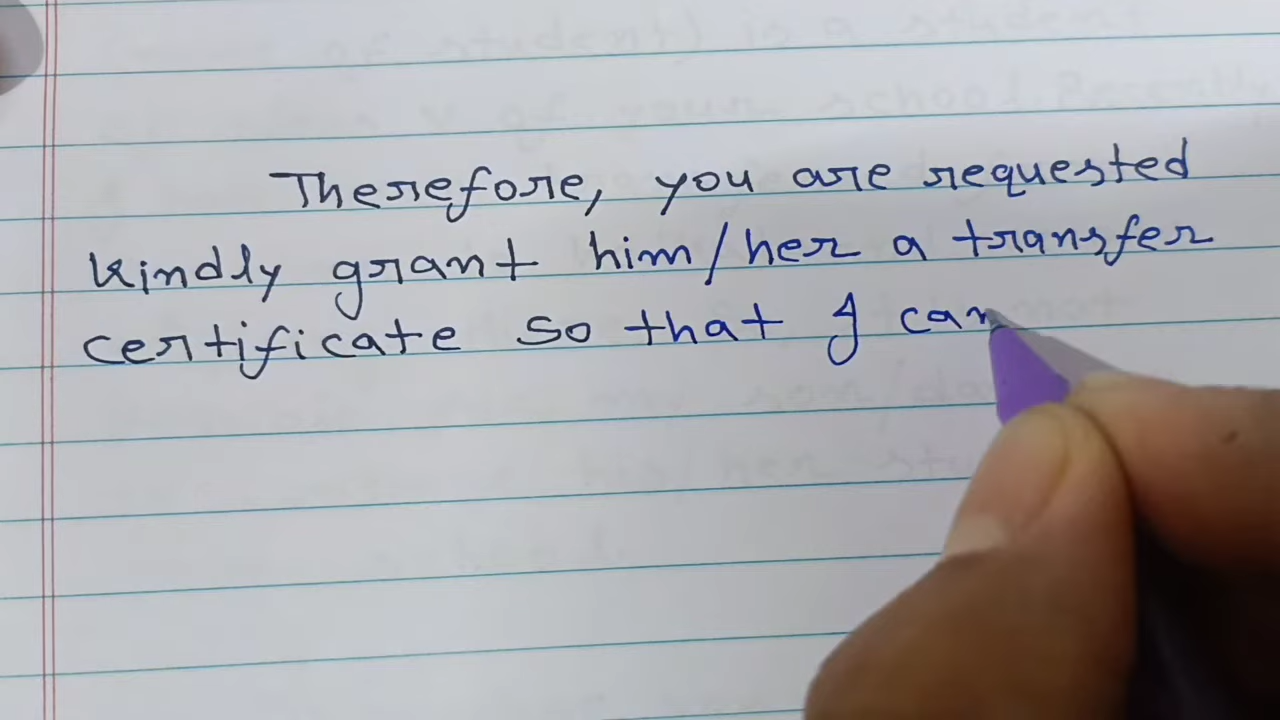 Therefore, you are requested
kindly grant him/her a transfer
certificate so that I can